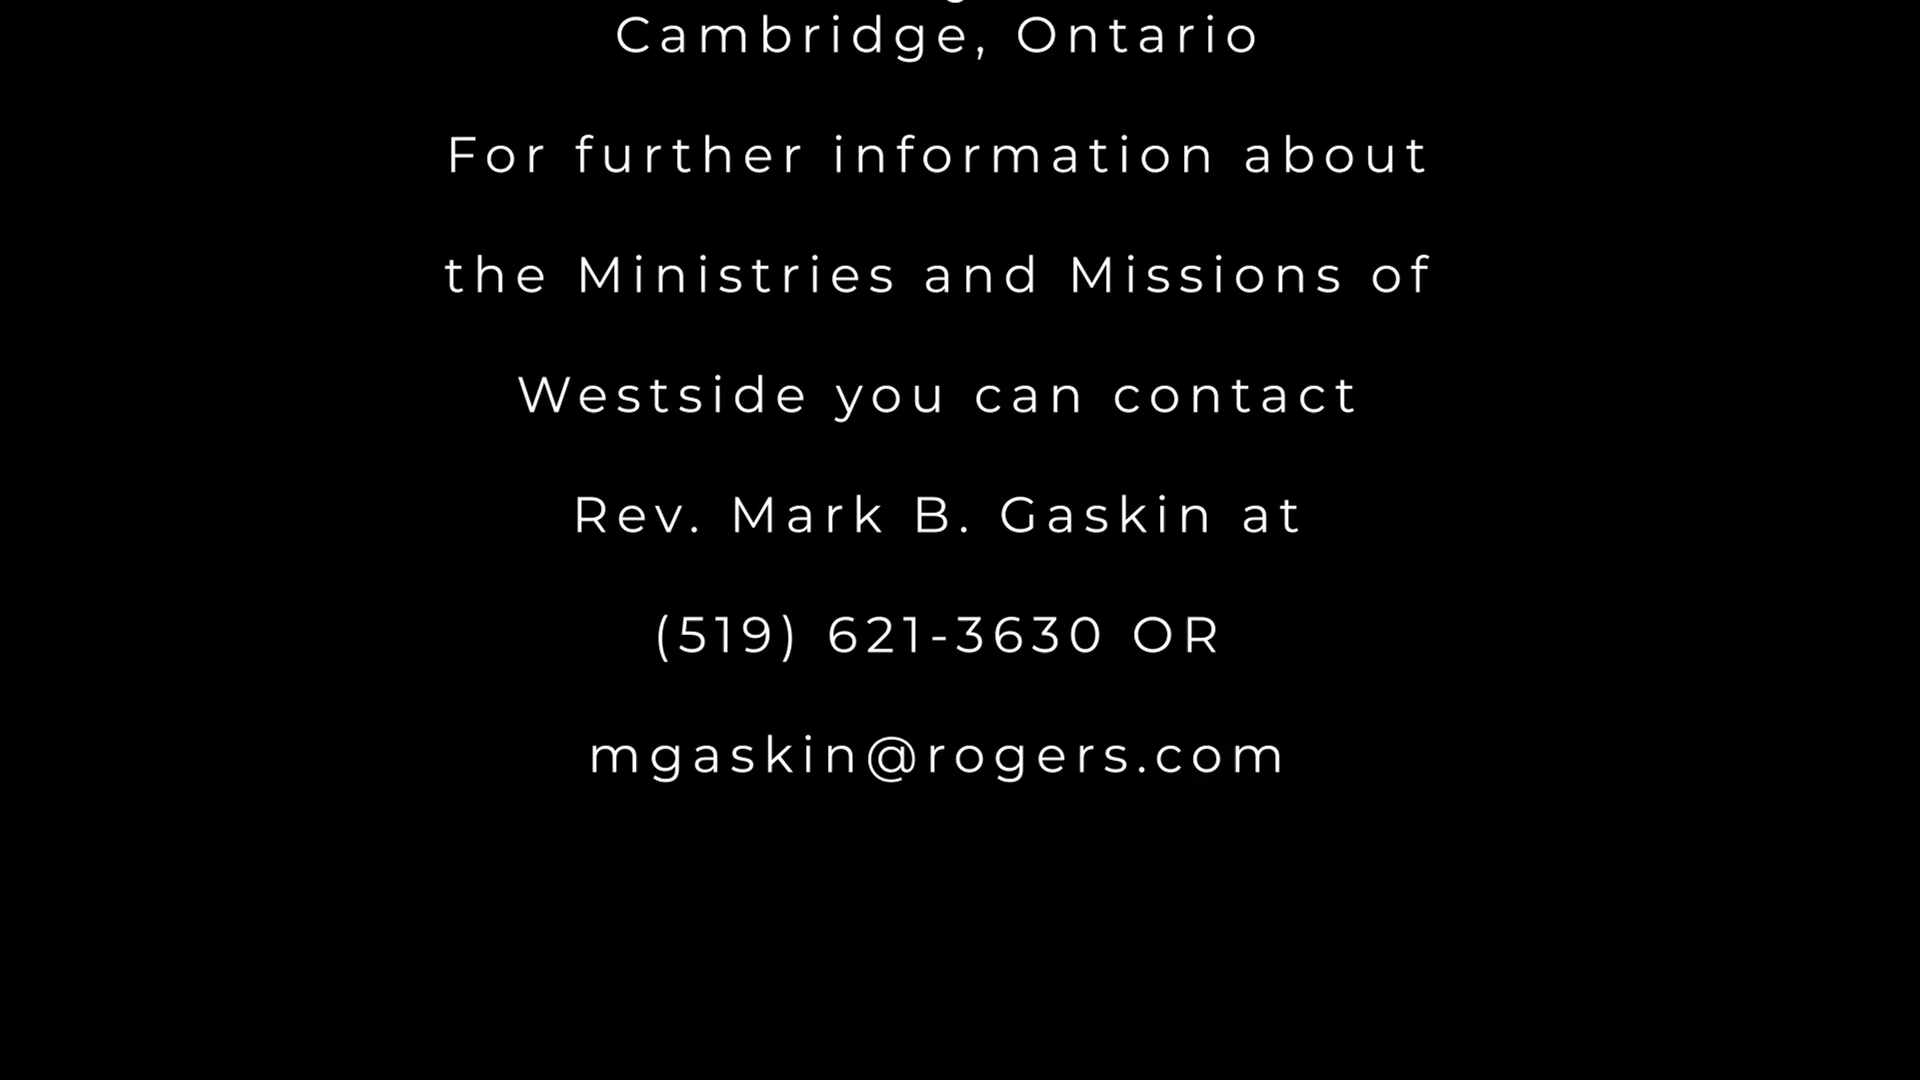 Cambridge, Ontario
For further information about
the Ministries and Missions of
Westside you can contact
Rev. Mark B. Gaskin at
(519) 621-3630 OR
mgaskin@rogers.com